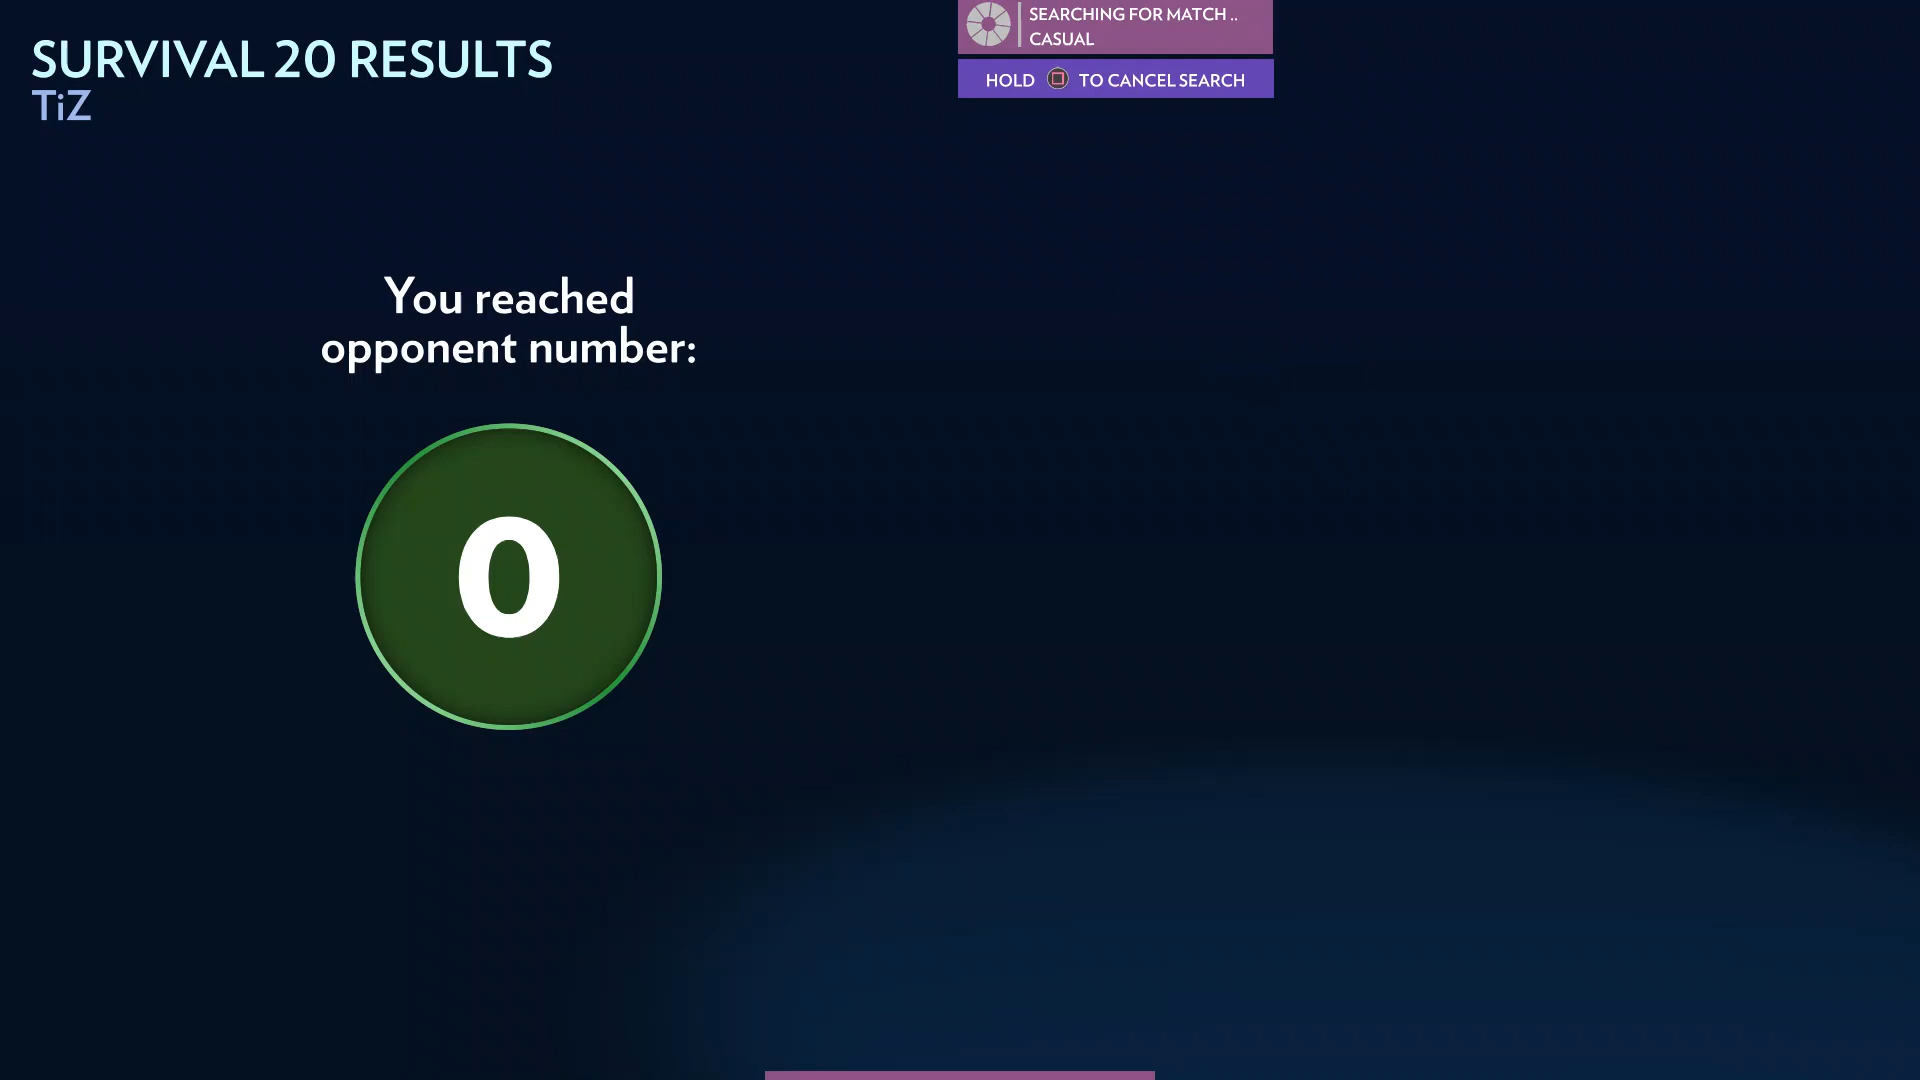 SURVIVAL 20 RESULTS
TiZ
SEARCHING FOR MATCH ..
CASUAL
HOLD TO CANCEL SEARCH
You reached
opponent number:
0